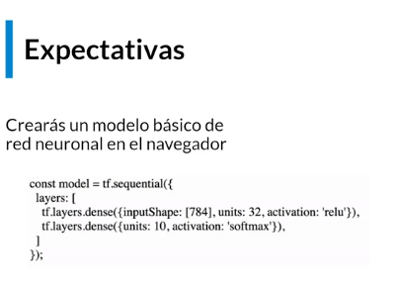 Expectativas
Crearás un modelo básico de
red neuronal en el navegador
const model = tf.sequential({
layers: [
tf.layers.dense({inputShape: [784], units: 32, activation: 'relu'}),
tf.layers.dense({units: 10, activation: 'softmax'}),
]
});